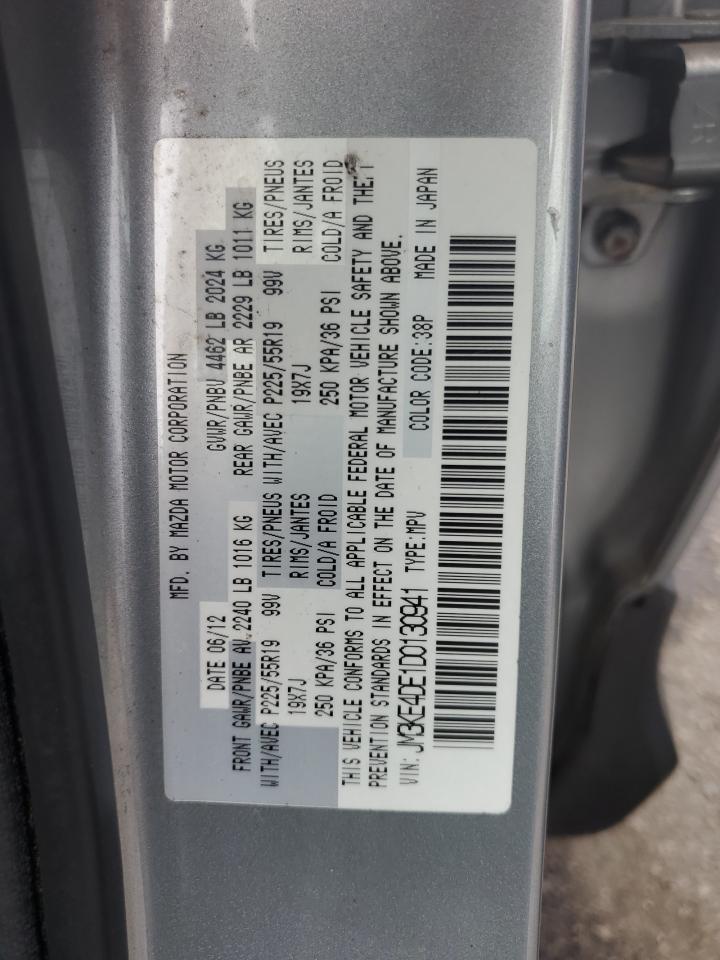 MFD. BY MAZDA MOTOR CORPORATION
DATE 06/12 GVWR/PNBV 4462 LB 2024 KG
FRONT GAWR/PNBE AV 2240 LB 1016 KG REAR GAWR/PNBE AR 2229 LB 1011 KG
WITH/AVEC P225/55R19 99V TIRES/PNEUS WITH/AVEC P225/55R19 99V TIRES/PNEUS
19X7J RIMS/JANTES 19X7J RIMS/JANTES
250 KPA/36 PSI COLD/A FROID 250 KPA/36 PSI COLD/A FROID
THIS VEHICLE CONFORMS TO ALL APPLICABLE FEDERAL MOTOR VEHICLE SAFETY AND THEFT
PREVENTION STANDARDS IN EFFECT ON THE DATE OF MANUFACTURE SHOWN ABOVE.
VIN: JM3KE4DE1D0130941 TYPE:MPV COLOR CODE:38P MADE IN JAPAN